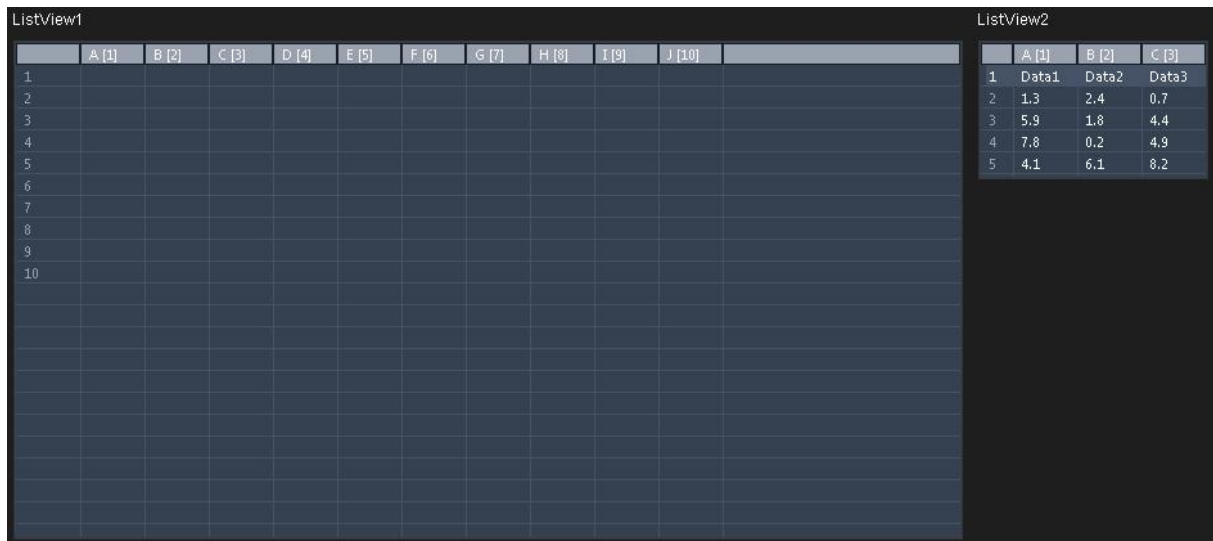 ListView1
A [1] B [2] C [3] D [4] E [5] F [6] G [7] H [8] I [9] J [10]
1
2
3
4
5
6
7
8
9
10
ListView2
A [1] B [2] C [3]
1 Data1 Data2 Data3
2 1.3 2.4 0.7
3 5.9 1.8 4.4
4 7.8 0.2 4.9
5 4.1 6.1 8.2